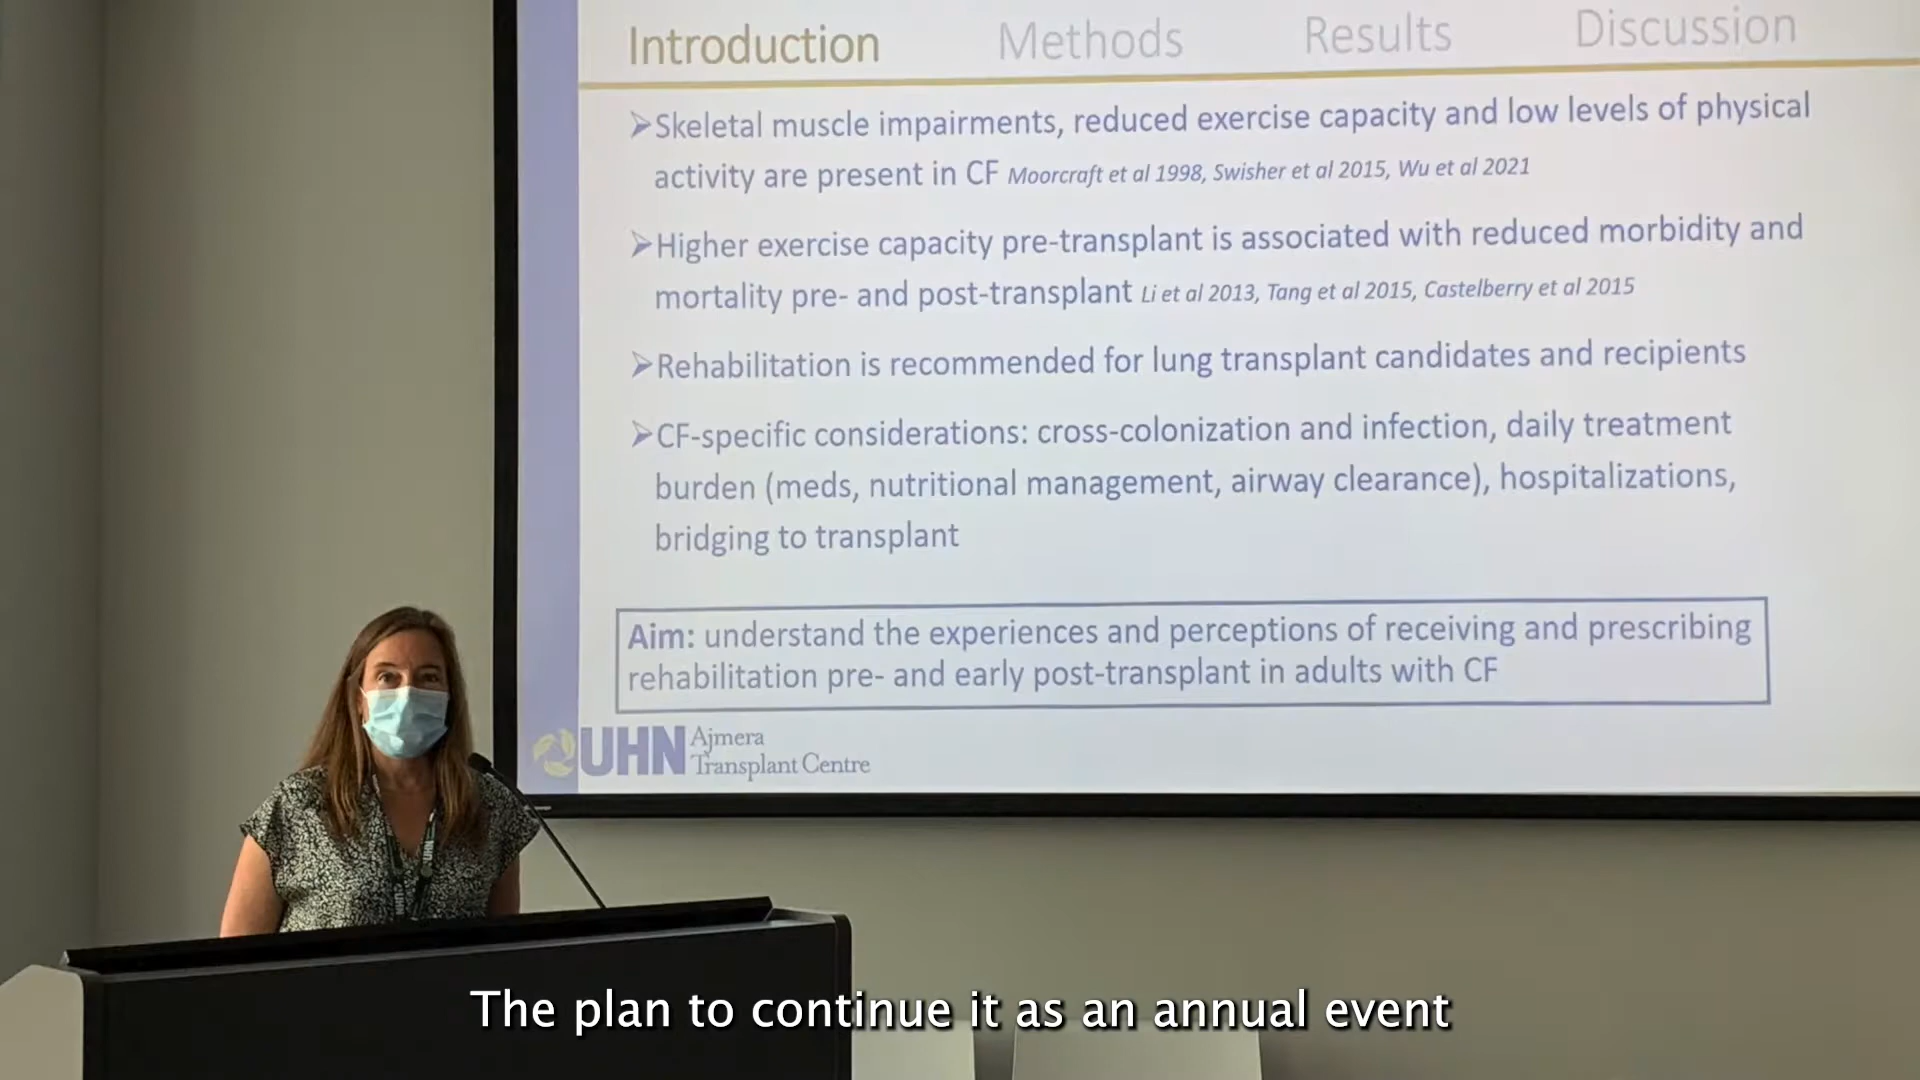 Introduction Methods Results Discussion
➢Skeletal muscle impairments, reduced exercise capacity and low levels of physical
activity are present in CF Moorcraft et al 1998, Swisher et al 2015, Wu et al 2021
➢Higher exercise capacity pre-transplant is associated with reduced morbidity and
mortality pre- and post-transplant Li et al 2013, Tang et al 2015, Castelberry et al 2015
➢Rehabilitation is recommended for lung transplant candidates and recipients
➢CF-specific considerations: cross-colonization and infection, daily treatment
burden (meds, nutritional management, airway clearance), hospitalizations,
bridging to transplant
Aim: understand the experiences and perceptions of receiving and prescribing
rehabilitation pre- and early post-transplant in adults with CF
UHN Ajmera
Transplant Centre
The plan to continue it as an annual event